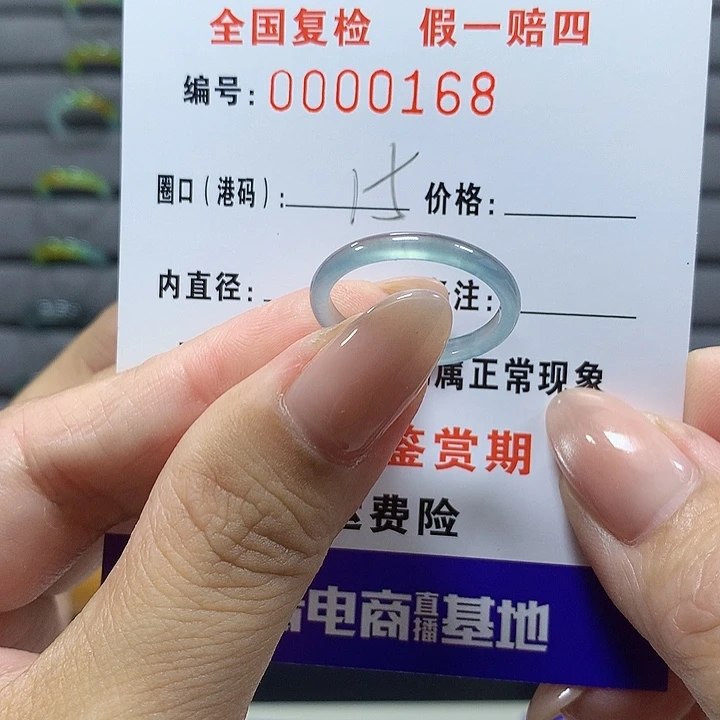 全国复检 假一赔四
编号：0000168
圈口（港码）：15 价格：
内直径： 注：
属正常现象
鉴赏期
费险
电商直播基地